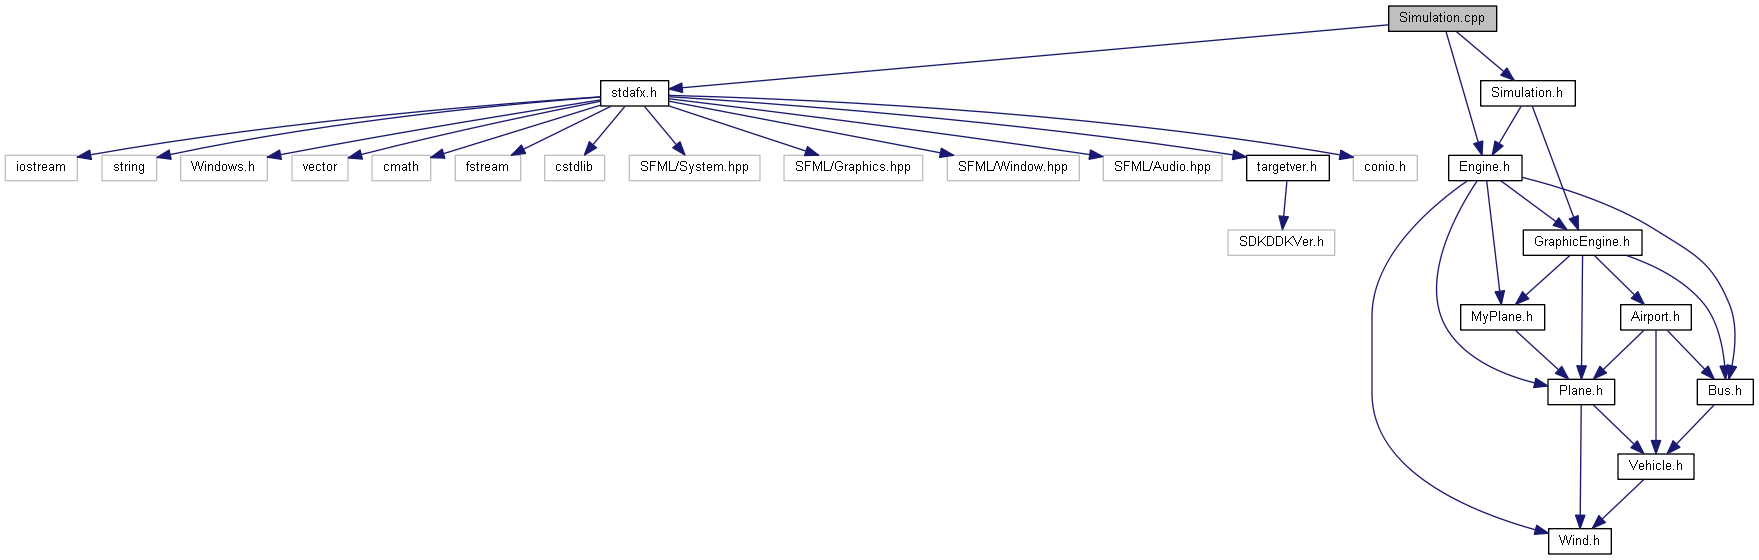 Simulation.cpp
stdafx.h
Simulation.h
iostream
string
Windows.h
vector
cmath
fstream
cstdlib
SFML/System.hpp
SFML/Graphics.hpp
SFML/Window.hpp
SFML/Audio.hpp
targetver.h
conio.h
Engine.h
SDKDDKVer.h
GraphicEngine.h
MyPlane.h
Airport.h
Plane.h
Bus.h
Vehicle.h
Wind.h